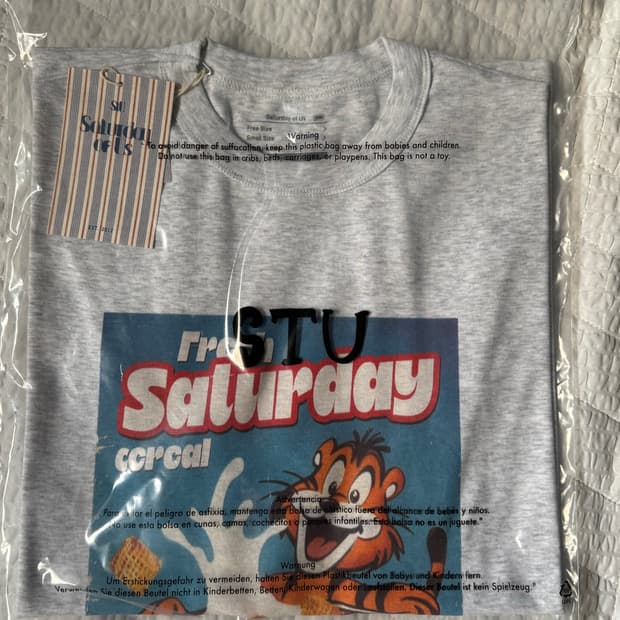 St
Saturday
Of Us
EST 2017
Saturday of Us
Free Size
Small Size
Warning
To avoid danger of suffocation, keep this plastic bag away from babies and children.
Do not use this bag in cribs, beds, carriages, or playpens. This bag is not a toy.
STU
Fresh
Saturday
cereal
Advertencia
Para evitar el peligro de asfixia, mantenga esta bolsa de plástico fuera del alcance de bebés y niños.
No use esta bolsa en cunas, camas, cochecitos o parques infantiles. Esta bolsa no es un juguete."
Warnung
Um Erstickungsgefahr zu vermeiden, halten Sie diesen Plastikbeutel von Babys und Kindern fern.
Verwenden Sie diesen Beutel nicht in Kinderbetten, Betten, Kinderwagen oder Laufställen. Dieser Beutel ist kein Spielzeug."